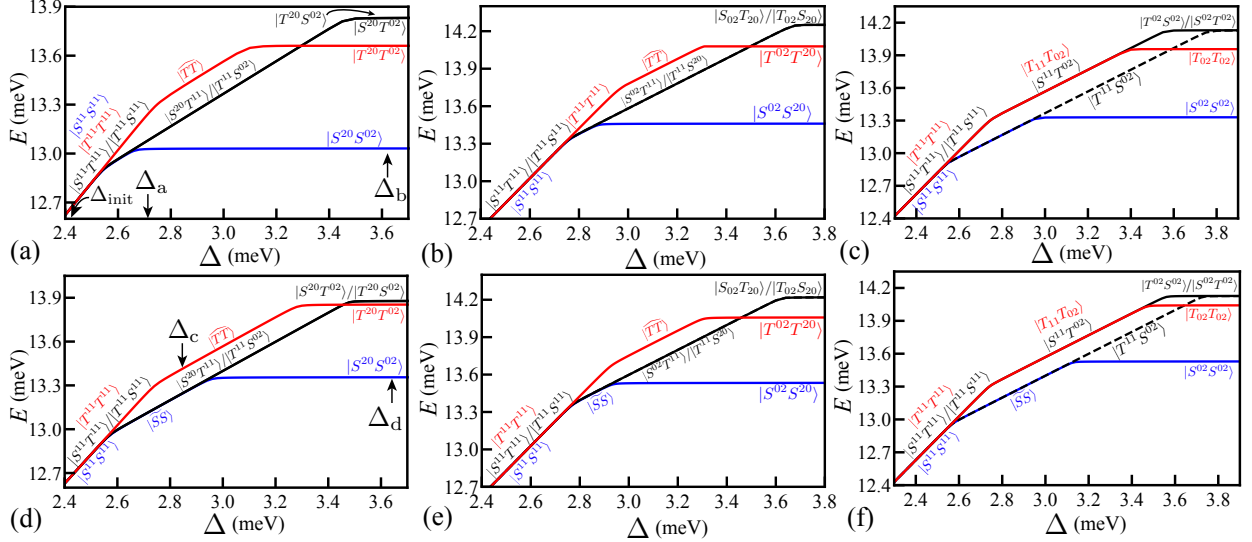 E (meV)
13.9
13.6
13.3
13.0
12.7
|T^{20}S^{02}⟩
|S^{20}T^{02}⟩
|T^{20}T^{02}⟩
|\widetilde{TT}⟩
|S^{20}T^{11}⟩/|T^{11}S^{02}⟩
|S^{11}S^{11}⟩
|T^{11}T^{11}⟩
|S^{11}T^{11}⟩/|T^{11}S^{11}⟩
|S^{20}S^{02}⟩
Δ_{init}
Δ_a
Δ_b
2.4 2.6 2.8 3.0 3.2 3.4 3.6
(a)
Δ (meV)
E (meV)
14.2
13.9
13.6
13.3
13.0
12.7
|S_{02}T_{20}⟩/|T_{02}S_{20}⟩
|T^{02}T^{20}⟩
|\widetilde{TT}⟩
|S^{02}T^{11}⟩/|T^{11}S^{20}⟩
|T^{11}T^{11}⟩
|S^{11}T^{11}⟩/|T^{11}S^{11}⟩
|S^{11}S^{11}⟩
|S^{02}S^{20}⟩
2.4 2.6 2.8 3.0 3.2 3.4 3.6 3.8
(b)
Δ (meV)
E (meV)
14.2
13.9
13.6
13.3
13.0
12.7
12.4
|T^{02}S^{02}⟩/|S^{02}T^{02}⟩
|T_{02}T_{02}⟩
|T_{11}T_{02}⟩
|S^{11}T^{02}⟩
|T^{11}S^{02}⟩
|T^{11}T^{11}⟩
|S^{11}T^{11}⟩/|T^{11}S^{11}⟩
|S^{11}S^{11}⟩
|S^{02}S^{02}⟩
2.4 2.6 2.8 3.0 3.2 3.4 3.6 3.8
(c)
Δ (meV)
E (meV)
13.9
13.6
13.3
13.0
12.7
|S^{20}T^{02}⟩/|T^{20}S^{02}⟩
|T^{20}T^{02}⟩
|\widetilde{TT}⟩
Δ_c
|S^{20}T^{11}⟩/|T^{11}S^{02}⟩
|T^{11}T^{11}⟩
|S^{11}T^{11}⟩/|T^{11}S^{11}⟩
|S^{11}S^{11}⟩
|\widetilde{SS}⟩
|S^{20}S^{02}⟩
Δ_d
2.4 2.6 2.8 3.0 3.2 3.4 3.6
(d)
Δ (meV)
E (meV)
14.2
13.9
13.6
13.3
13.0
12.7
|S_{02}T_{20}⟩/|T_{02}S_{20}⟩
|T^{02}T^{20}⟩
|\widetilde{TT}⟩
|S^{02}T^{11}⟩/|T^{11}S^{20}⟩
|T^{11}T^{11}⟩
|S^{11}T^{11}⟩/|T^{11}S^{11}⟩
|S^{11}S^{11}⟩
|\widetilde{SS}⟩
|S^{02}S^{20}⟩
2.4 2.6 2.8 3.0 3.2 3.4 3.6 3.8
(e)
Δ (meV)
E (meV)
14.2
13.9
13.6
13.3
13.0
12.7
12.4
|T^{02}S^{02}⟩/|S^{02}T^{02}⟩
|T_{02}T_{02}⟩
|T_{11}T_{02}⟩
|S^{11}T^{02}⟩
|T^{11}S^{02}⟩
|T^{11}T^{11}⟩
|S^{11}T^{11}⟩/|T^{11}S^{11}⟩
|S^{11}S^{11}⟩
|\widetilde{SS}⟩
|S^{02}S^{02}⟩
2.4 2.6 2.8 3.0 3.2 3.4 3.6 3.8
(f)
Δ (meV)